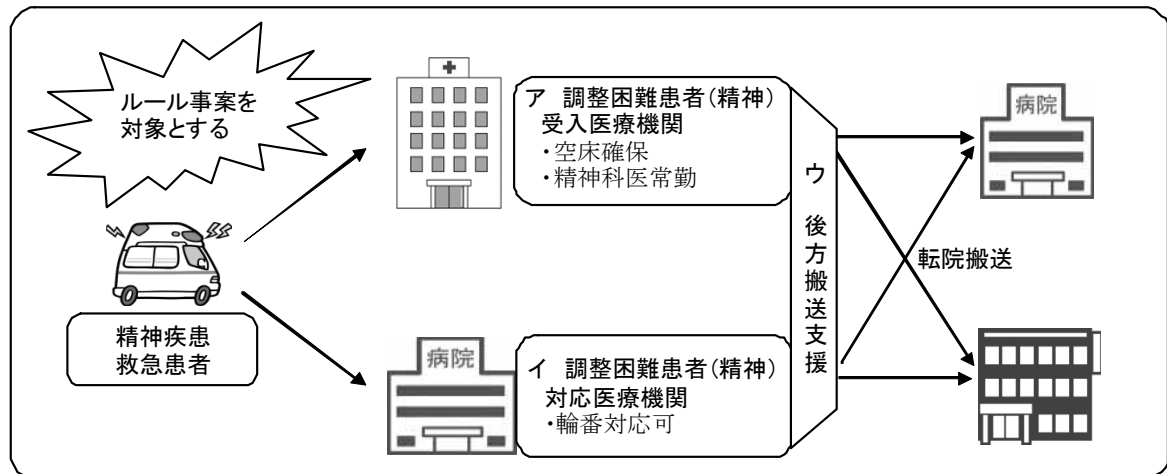 ルール事案を
対象とする
精神疾患
救急患者
ア 調整困難患者(精神)
受入医療機関
・空床確保
・精神科医常勤
病院
イ 調整困難患者(精神)
対応医療機関
・輪番対応可
ウ 後方搬送支援
転院搬送
病院